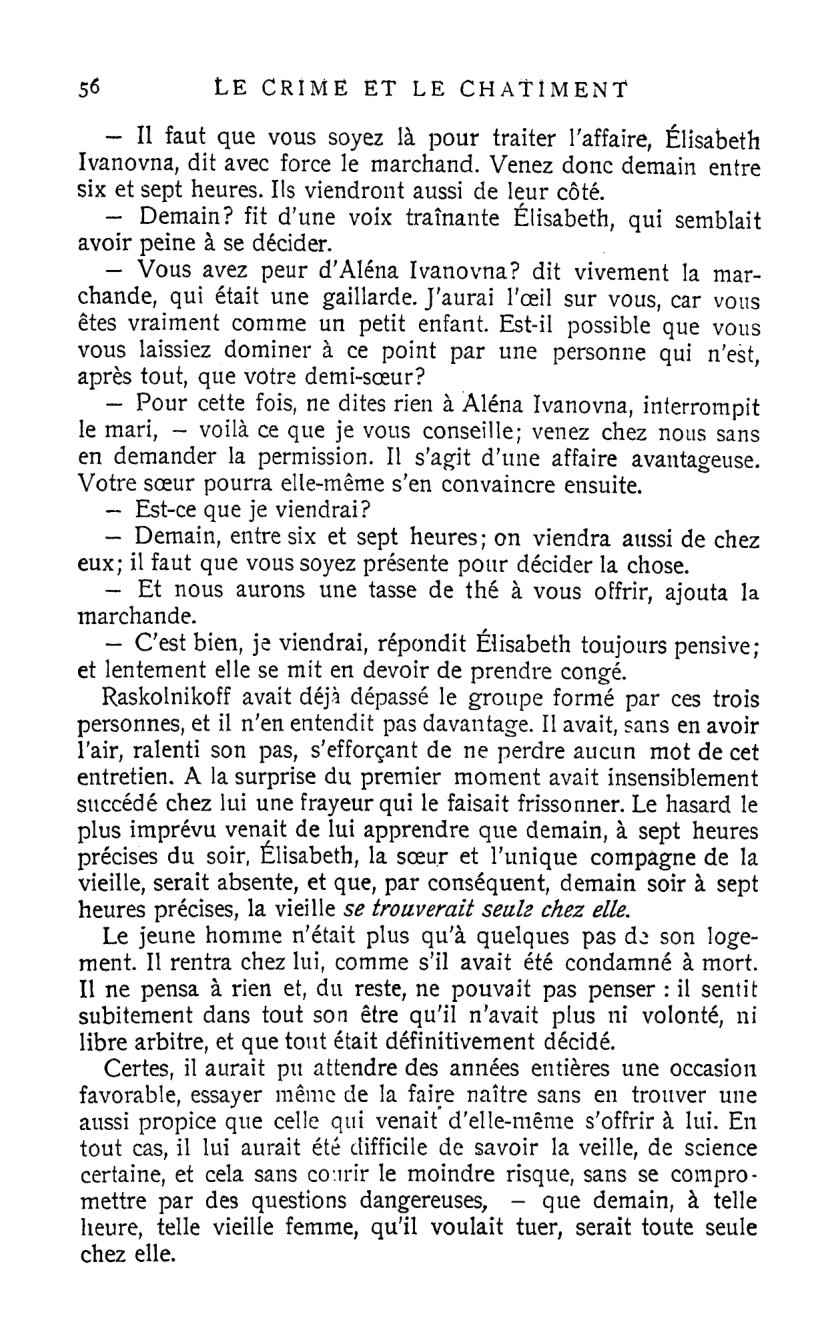 56 LE CRIME ET LE CHATIMENT
— Il faut que vous soyez là pour traiter l'affaire, Élisabeth
Ivanovna, dit avec force le marchand. Venez donc demain entre
six et sept heures. Ils viendront aussi de leur côté.
— Demain? fit d'une voix traînante Élisabeth, qui semblait
avoir peine à se décider.
— Vous avez peur d'Aléna Ivanovna? dit vivement la mar-
chande, qui était une gaillarde. J'aurai l'œil sur vous, car vous
êtes vraiment comme un petit enfant. Est-il possible que vous
vous laissiez dominer à ce point par une personne qui n'est,
après tout, que votre demi-sœur?
— Pour cette fois, ne dites rien à Aléna Ivanovna, interrompit
le mari, — voilà ce que je vous conseille; venez chez nous sans
en demander la permission. Il s'agit d'une affaire avantageuse.
Votre sœur pourra elle-même s'en convaincre ensuite.
— Est-ce que je viendrai?
— Demain, entre six et sept heures; on viendra aussi de chez
eux; il faut que vous soyez présente pour décider la chose.
— Et nous aurons une tasse de thé à vous offrir, ajouta la
marchande.
— C'est bien, je viendrai, répondit Élisabeth toujours pensive;
et lentement elle se mit en devoir de prendre congé.
Raskolnikoff avait déjà dépassé le groupe formé par ces trois
personnes, et il n'en entendit pas davantage. Il avait, sans en avoir
l'air, ralenti son pas, s'efforçant de ne perdre aucun mot de cet
entretien. A la surprise du premier moment avait insensiblement
succédé chez lui une frayeur qui le faisait frissonner. Le hasard le
plus imprévu venait de lui apprendre que demain, à sept heures
précises du soir, Élisabeth, la sœur et l'unique compagne de la
vieille, serait absente, et que, par conséquent, demain soir à sept
heures précises, la vieille se trouverait seule chez elle.
Le jeune homme n'était plus qu'à quelques pas de son loge-
ment. Il rentra chez lui, comme s'il avait été condamné à mort.
Il ne pensa à rien et, du reste, ne pouvait pas penser : il sentit
subitement dans tout son être qu'il n'avait plus ni volonté, ni
libre arbitre, et que tout était définitivement décidé.
Certes, il aurait pu attendre des années entières une occasion
favorable, essayer même de la faire naître sans en trouver une
aussi propice que celle qui venait d'elle-même s'offrir à lui. En
tout cas, il lui aurait été difficile de savoir la veille, de science
certaine, et cela sans courir le moindre risque, sans se compro-
mettre par des questions dangereuses, — que demain, à telle
heure, telle vieille femme, qu'il voulait tuer, serait toute seule
chez elle.